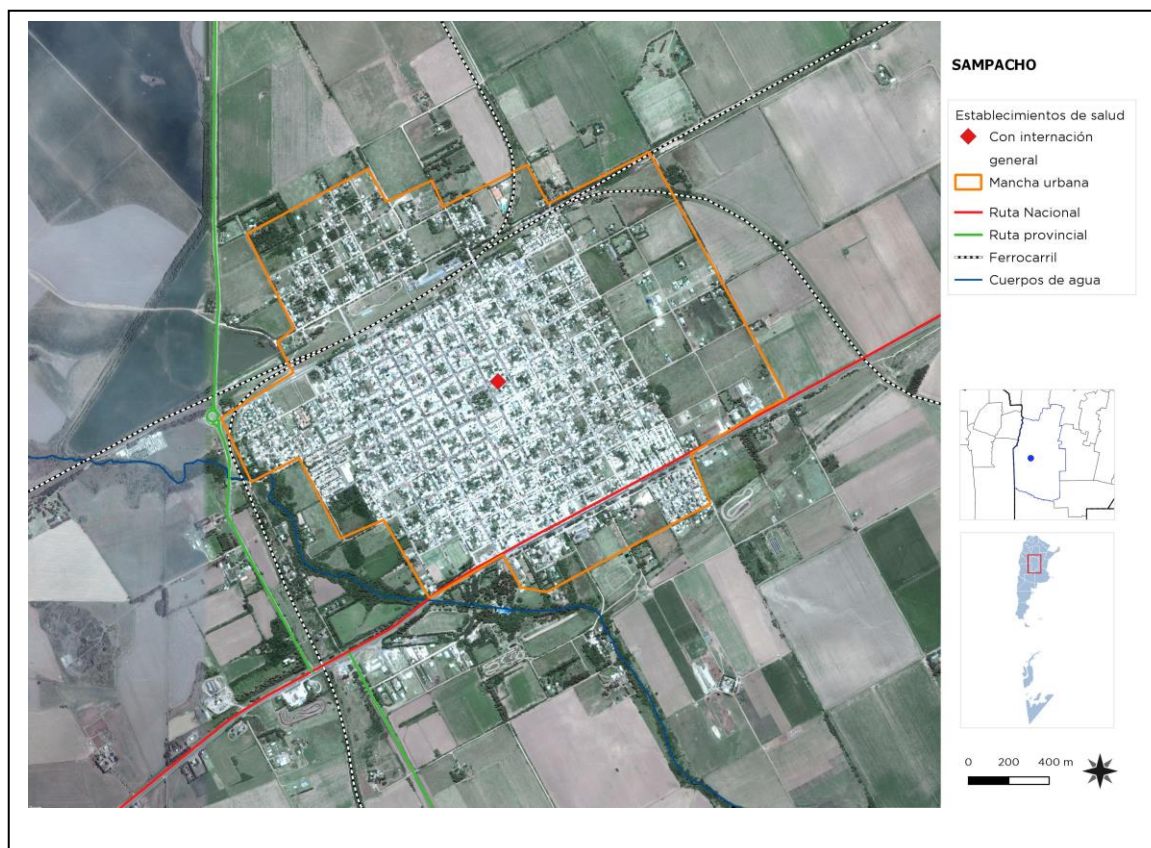 SAMPACHO
Establecimientos de salud
Con internación
general
Mancha urbana
Ruta Nacional
Ruta provincial
Ferrocarril
Cuerpos de agua
0 200 400 m